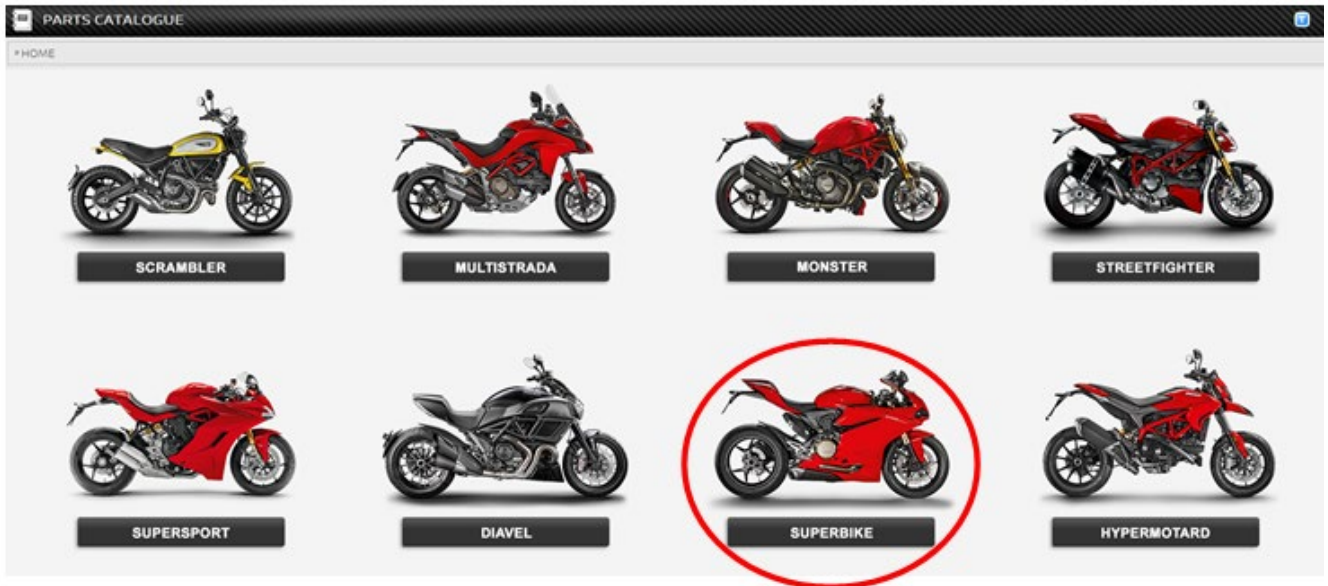 PARTS CATALOGUE
HOME
SCRAMBLER
MULTISTRADA
MONSTER
STREETFIGHTER
SUPERSPORT
DIAVEL
SUPERBIKE
HYPERMOTARD